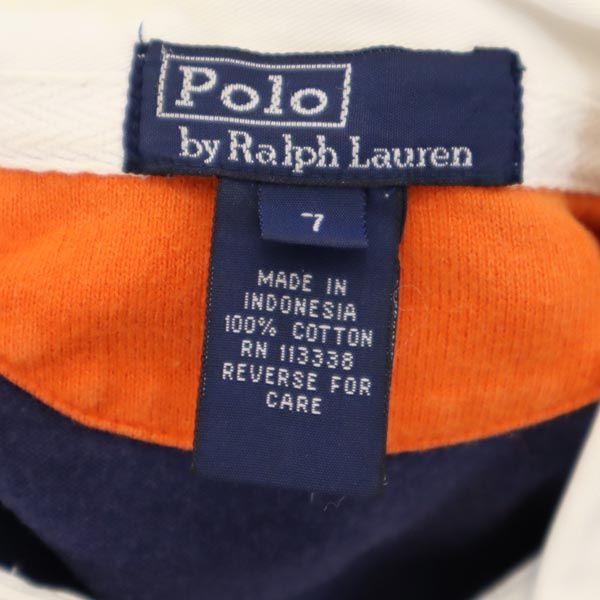 Polo
by Ralph Lauren
7
MADE IN
INDONESIA
100% COTTON
RN 113338
REVERSE FOR
CARE